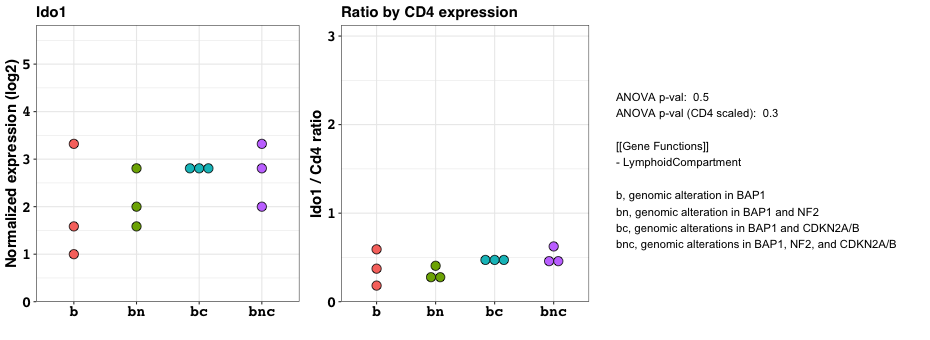 Ido1
Normalized expression (log2)
5
4
3
2
1
0
b bn bc bnc
Ratio by CD4 expression
Ido1 / Cd4 ratio
3
2
1
0
b bn bc bnc
ANOVA p-val:  0.5
ANOVA p-val (CD4 scaled):  0.3
[[Gene Functions]]
- LymphoidCompartment
b, genomic alteration in BAP1
bn, genomic alteration in BAP1 and NF2
bc, genomic alterations in BAP1 and CDKN2A/B
bnc, genomic alterations in BAP1, NF2, and CDKN2A/B